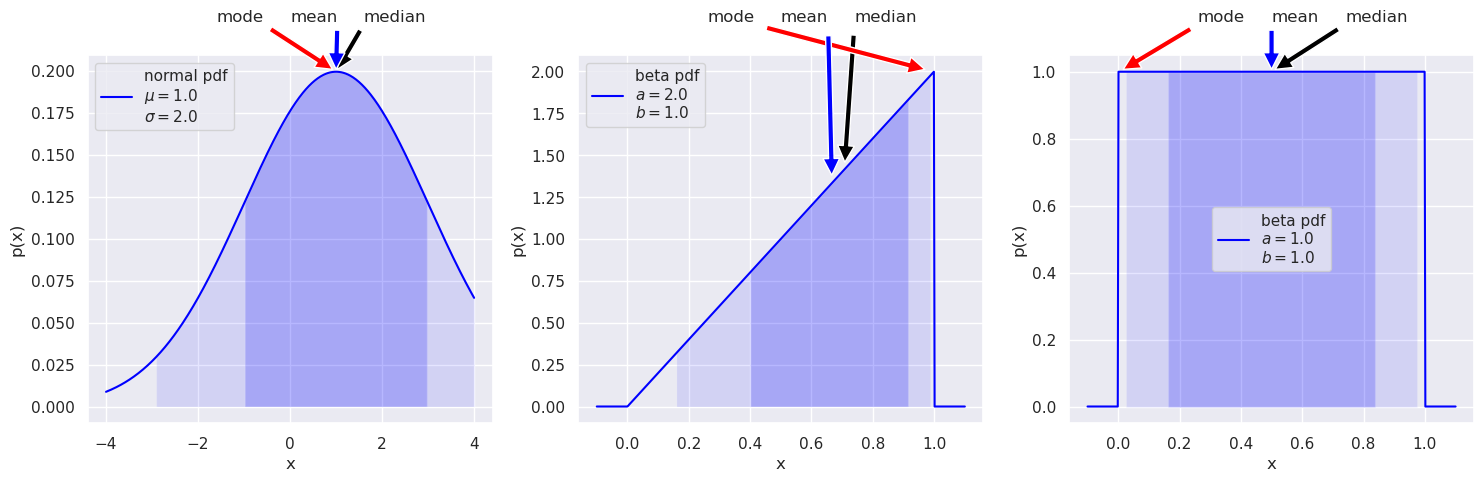 mode mean median
normal pdf
μ = 1.0
σ = 2.0
0.200
0.175
0.150
0.125
0.100
0.075
0.050
0.025
0.000
p(x)
−4 −2 0 2 4
x
mode mean median
beta pdf
a = 2.0
b = 1.0
2.00
1.75
1.50
1.25
1.00
0.75
0.50
0.25
0.00
p(x)
0.0 0.2 0.4 0.6 0.8 1.0
x
mode mean median
beta pdf
a = 1.0
b = 1.0
1.0
0.8
0.6
0.4
0.2
0.0
p(x)
0.0 0.2 0.4 0.6 0.8 1.0
x